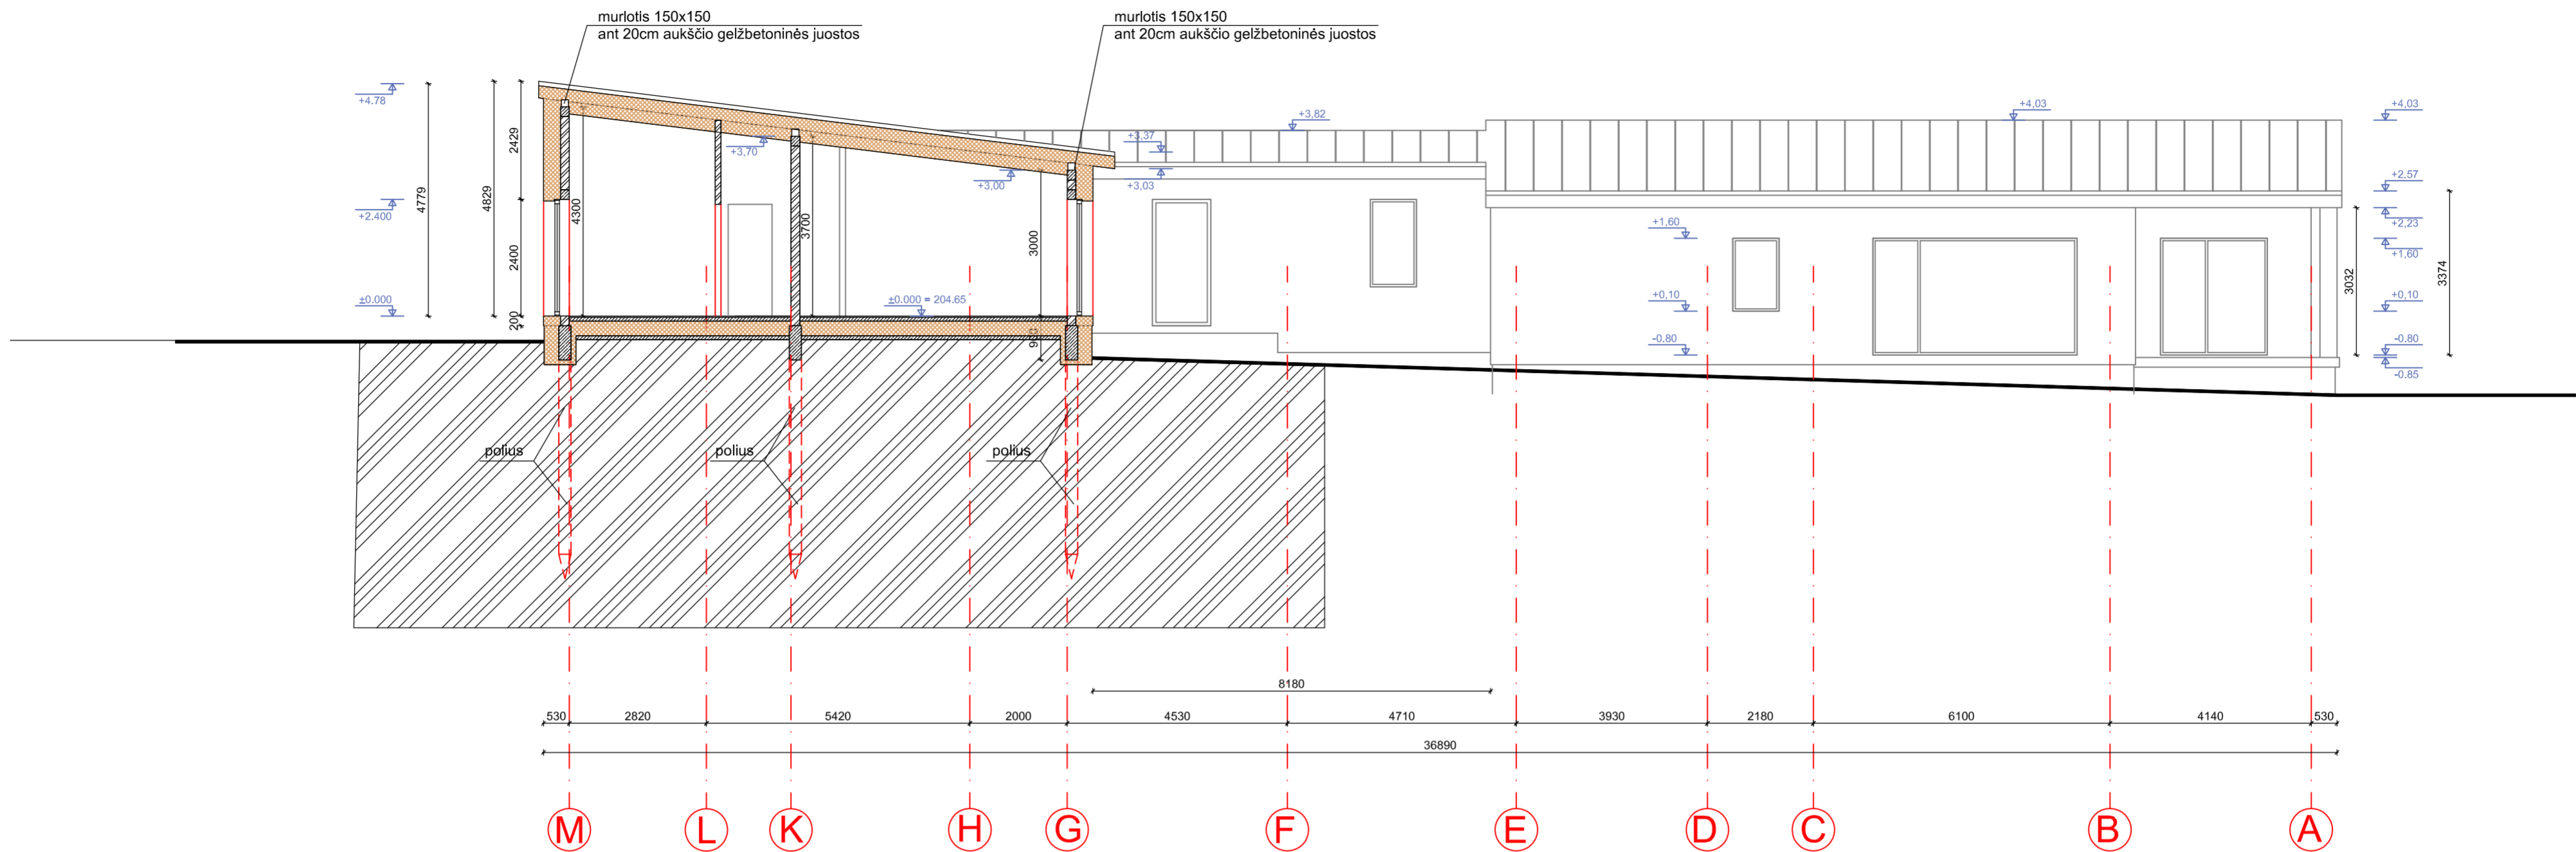 murlotis 150x150
ant 20cm aukščio gelžbetoninės juostos
murlotis 150x150
ant 20cm aukščio gelžbetoninės juostos
+4.78
+2.400
±0.000
4779
4829
2429
2400
200
4300
+3,70
3700
±0.000 = 204.65
+3,00
3000
+3,37
+3,03
+3,82
+4,03
+1,60
+0,10
-0.80
+4,03
+2.57
+2,23
+1,60
+0,10
-0.80
-0.85
3032
3374
polius
polius
polius
8180
530
2820
5420
2000
4530
4710
3930
2180
6100
4140
530
36890
M
L
K
H
G
F
E
D
C
B
A